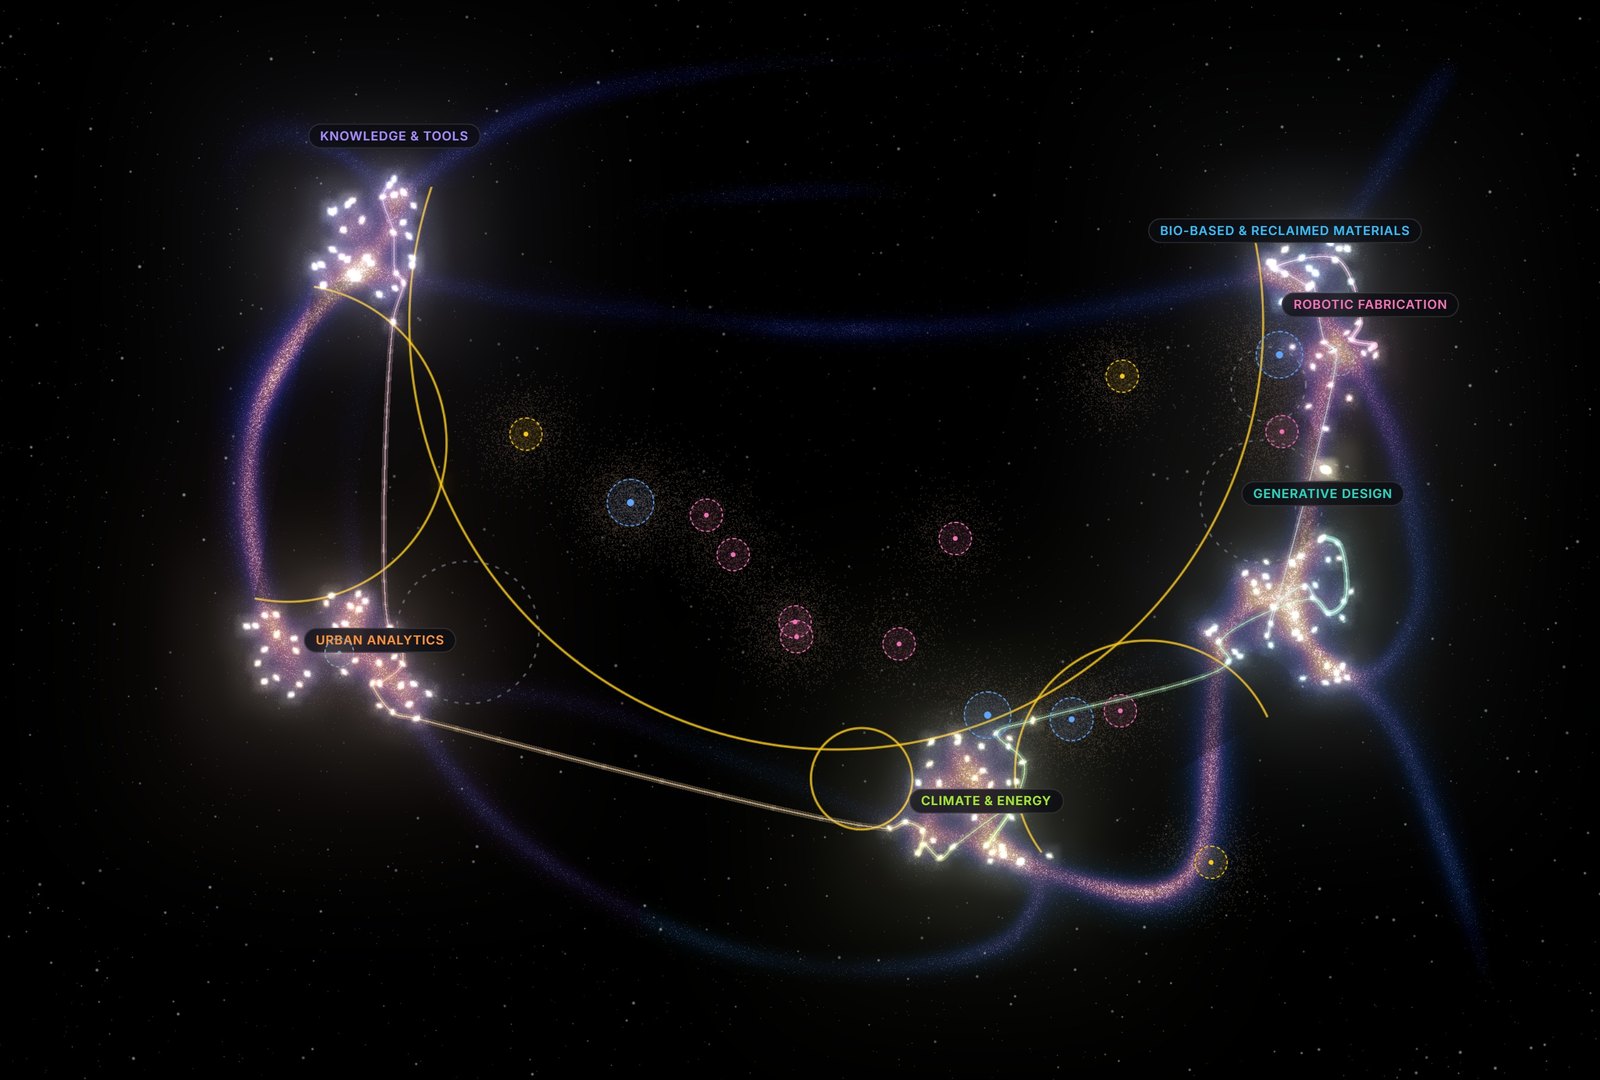 KNOWLEDGE & TOOLS
BIO-BASED & RECLAIMED MATERIALS
ROBOTIC FABRICATION
GENERATIVE DESIGN
URBAN ANALYTICS
CLIMATE & ENERGY